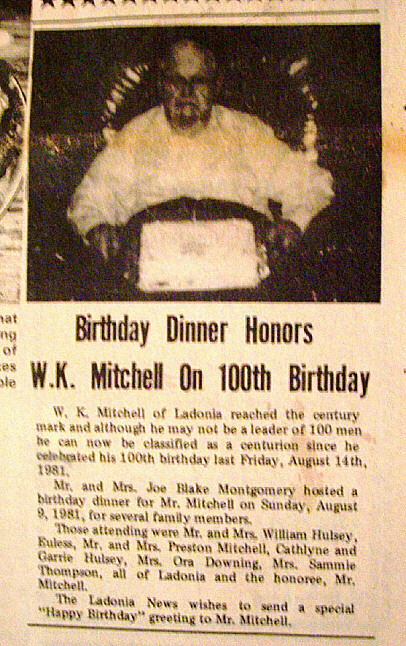 Birthday Dinner Honors
W.K. Mitchell On 100th Birthday
W. K. Mitchell of Ladonia reached the century
mark and although he may not be a leader of 100 men
he can now be classified as a centurion since he
celebrated his 100th birthday last Friday, August 14th,
1981.
Mr. and Mrs. Joe Blake Montgomery hosted a
birthday dinner for Mr. Mitchell on Sunday, August
9, 1981, for several family members.
Those attending were Mr. and Mrs. William Hulsey,
Euless, Mr. and Mrs. Preston Mitchell, Cathlyne and
Garrie Hulsey, Mrs. Ora Downing, Mrs. Sammie
Thompson, all of Ladonia and the honoree, Mr.
Mitchell.
The Ladonia News wishes to send a special
"Happy Birthday" greeting to Mr. Mitchell.